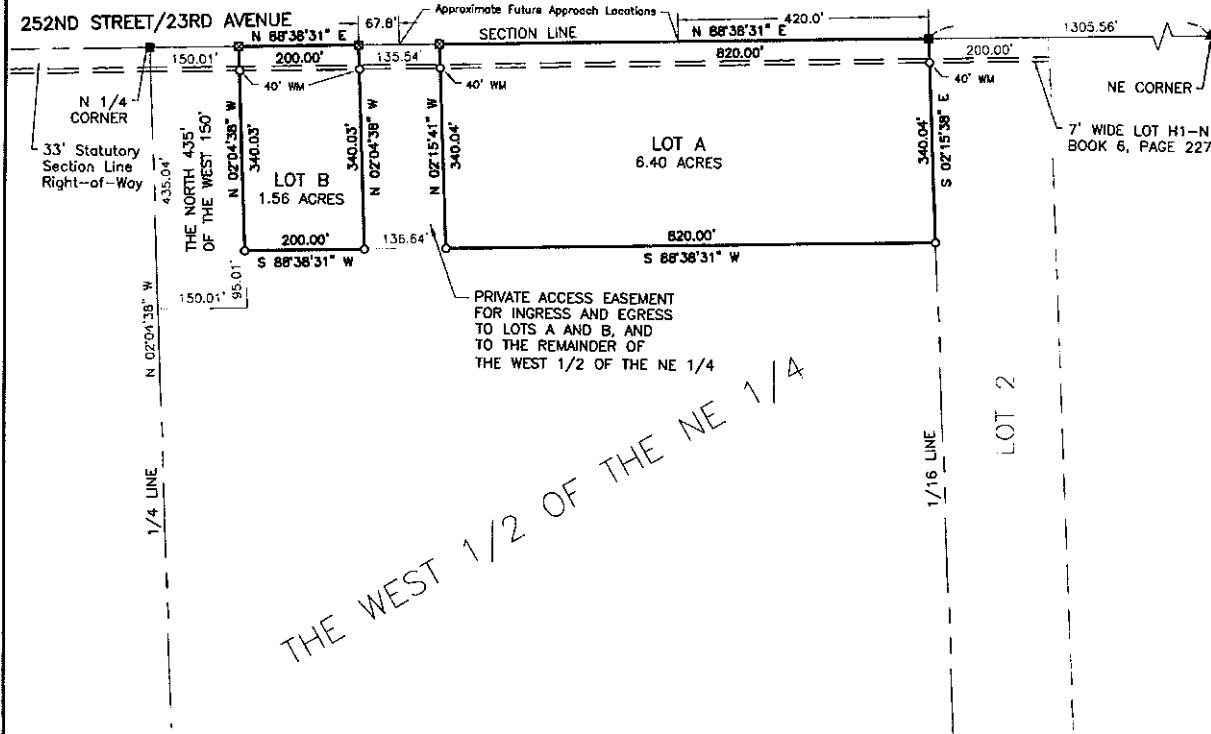 252ND STREET/23RD AVENUE
67.8'
Approximate Future Approach Locations
420.0'
1305.56'
N 88°38'31" E
SECTION LINE
N 88°38'31" E
150.01'
200.00'
135.54'
820.00'
200.00'
40' WM
40' WM
40' WM
NE CORNER
N 1/4
CORNER
33' Statutory
Section Line
Right-of-Way
7' WIDE LOT H1-N
BOOK 6, PAGE 227
435.04'
THE NORTH 435'
OF THE WEST 150'
N 02°04'38" W
340.03'
LOT B
1.56 ACRES
340.03'
N 02°04'38" W
N 02°15'41" W
340.04'
LOT A
6.40 ACRES
340.04'
S 02°15'38" E
200.00'
136.64'
820.00'
S 88°38'31" W
S 88°38'31" W
95.01'
150.01'
N 02°04'38" W
PRIVATE ACCESS EASEMENT
FOR INGRESS AND EGRESS
TO LOTS A AND B, AND
TO THE REMAINDER OF
THE WEST 1/2 OF THE NE 1/4
THE WEST 1/2 OF THE NE 1/4
1/4 LINE
1/16 LINE
LOT 2